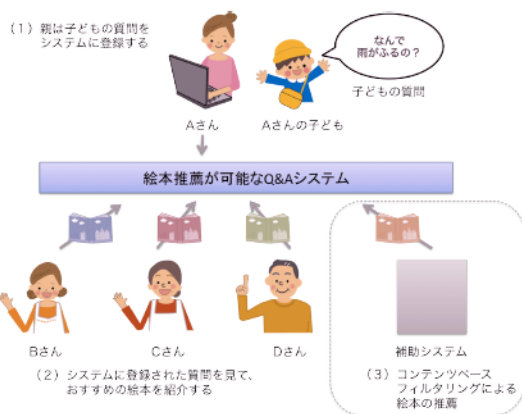 （1）親は子どもの質問を
システムに登録する
なんで
雨がふるの？
子どもの質問
Aさん
Aさんの子ども
絵本推薦が可能なQ&Aシステム
Bさん
Cさん
Dさん
補助システム
（2）システムに登録された質問を見て、
おすすめの絵本を紹介する
（3）コンテンツベース
フィルタリングによる
絵本の推薦